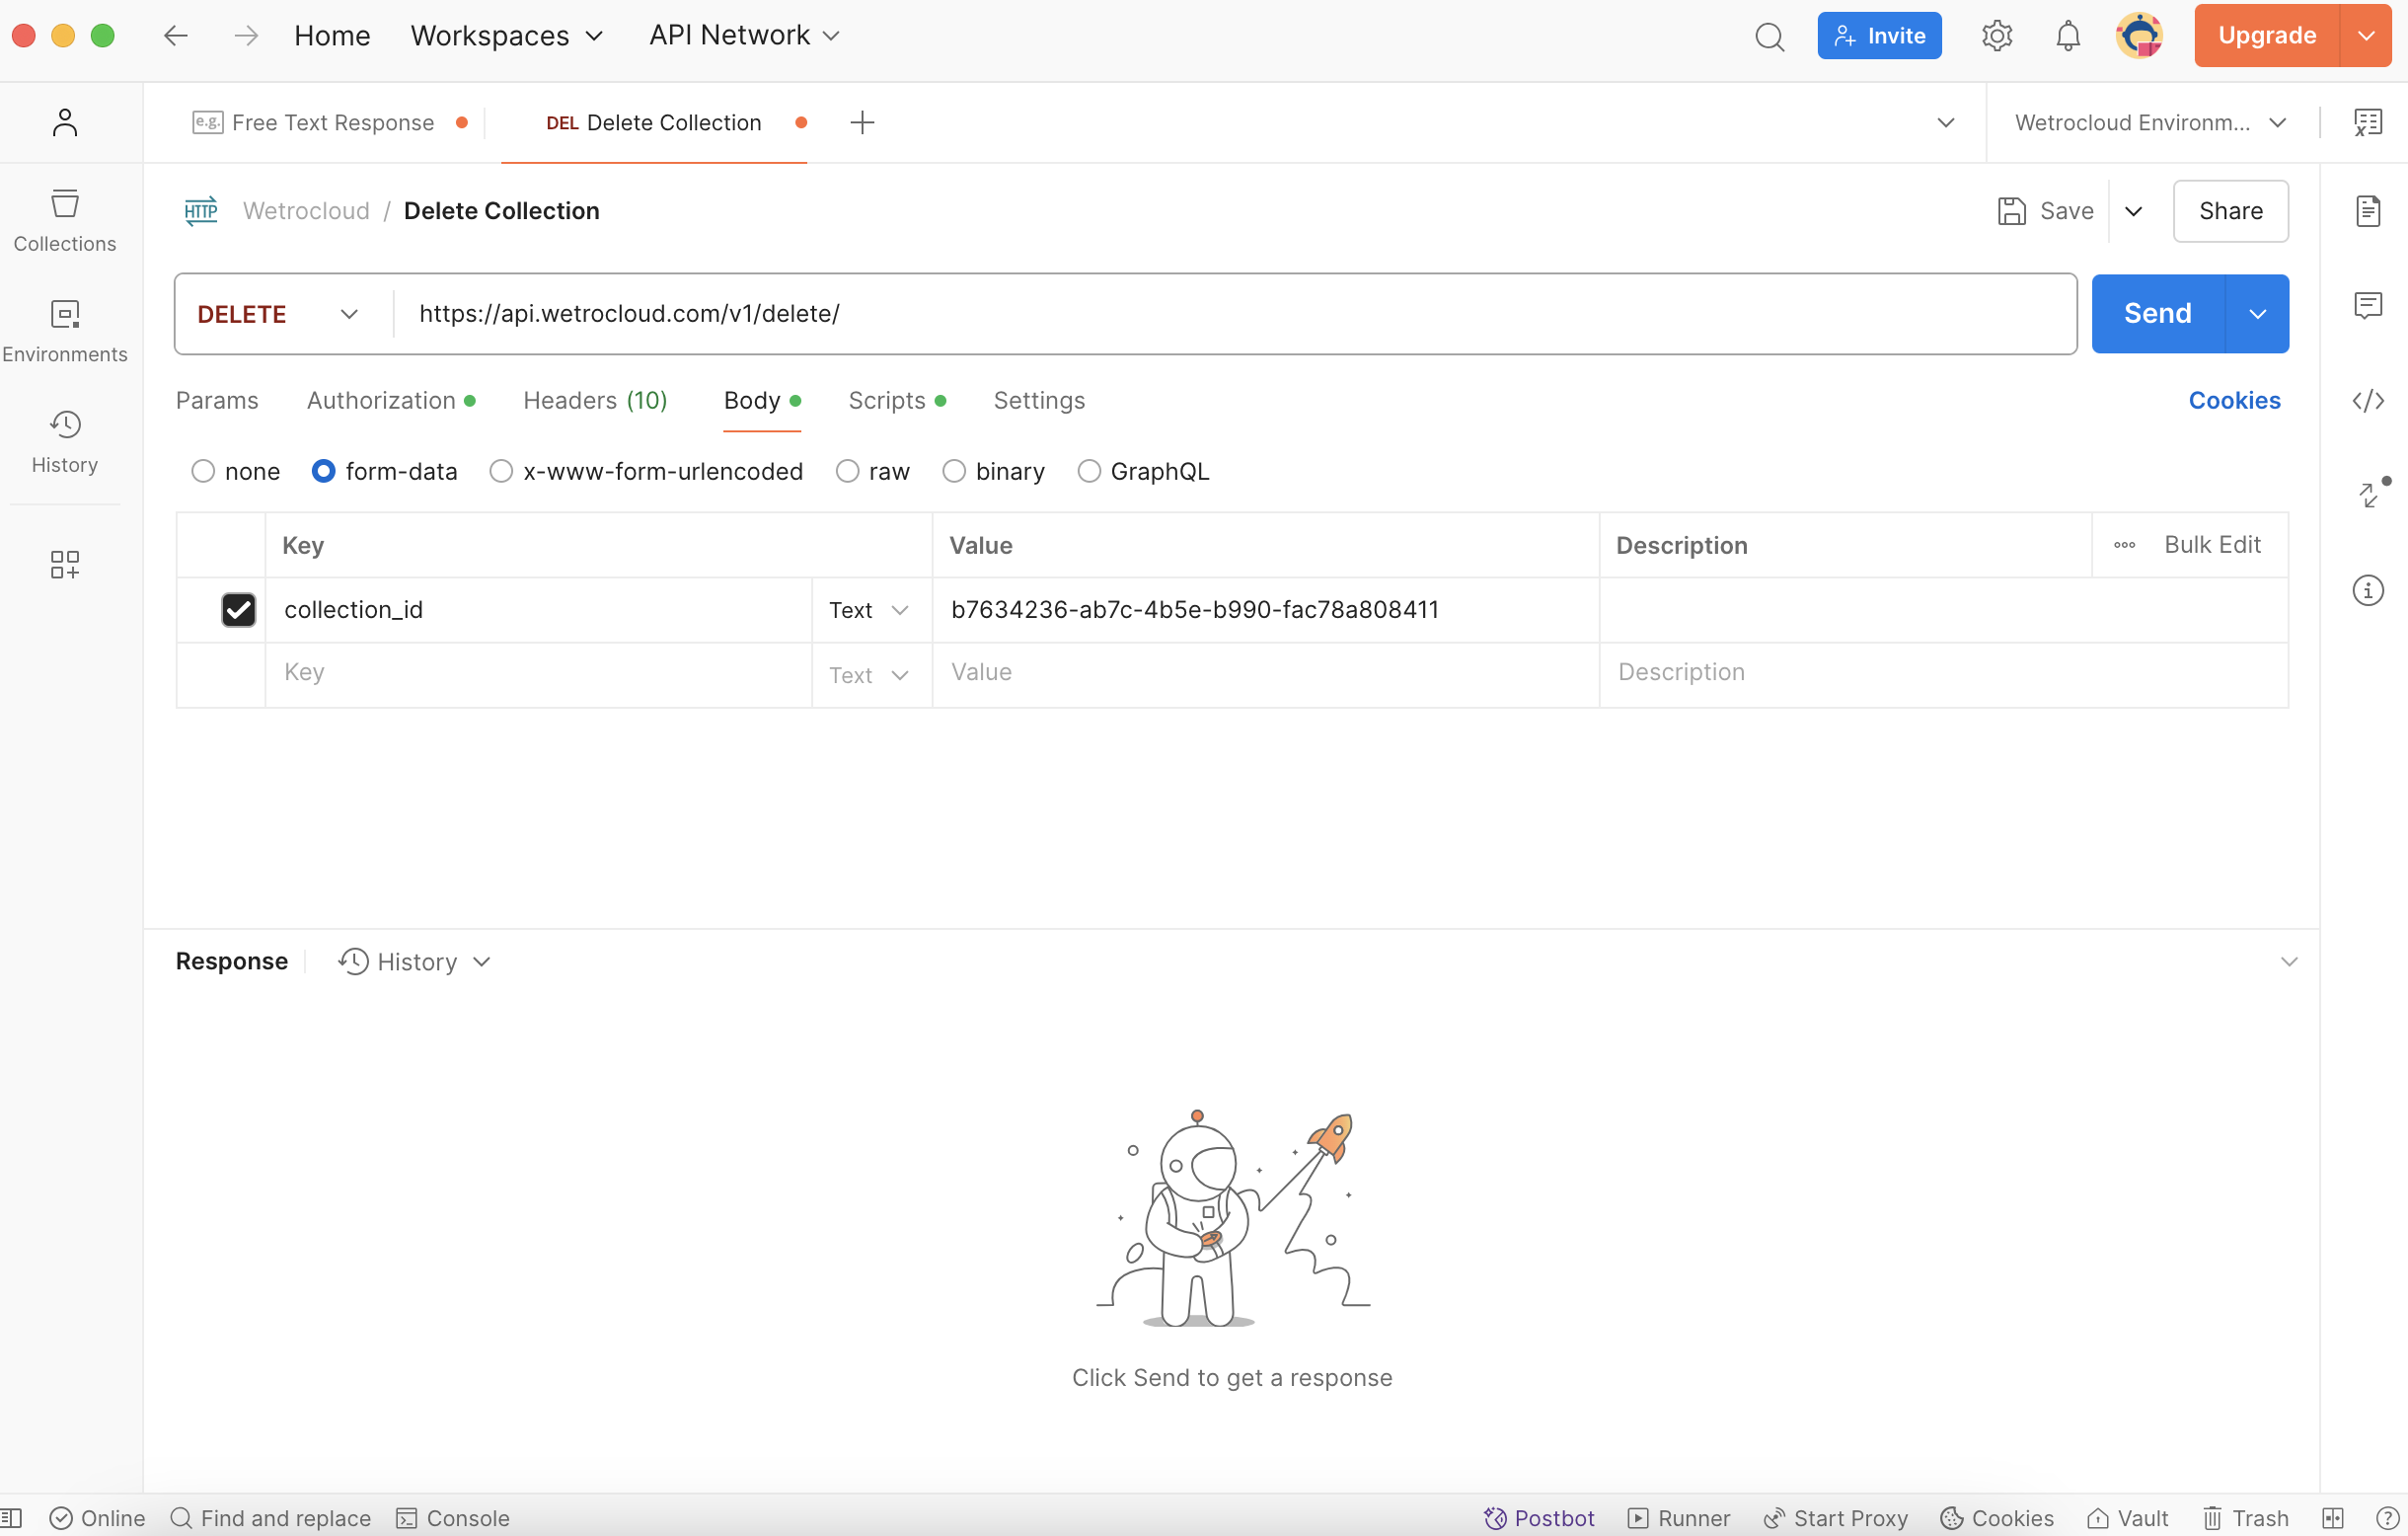 Home Workspaces API Network Invite Upgrade
e.g. Free Text Response DEL Delete Collection Wetrocloud Environm...
HTTP Wetrocloud / Delete Collection Save Share
Collections
DELETE https://api.wetrocloud.com/v1/delete/ Send
Environments
Params Authorization Headers (10) Body Scripts Settings Cookies
History
none form-data x-www-form-urlencoded raw binary GraphQL
Key Value Description Bulk Edit
collection_id Text b7634236-ab7c-4b5e-b990-fac78a808411
Key Text Value Description
Response History
Click Send to get a response
Online Find and replace Console Postbot Runner Start Proxy Cookies Vault Trash